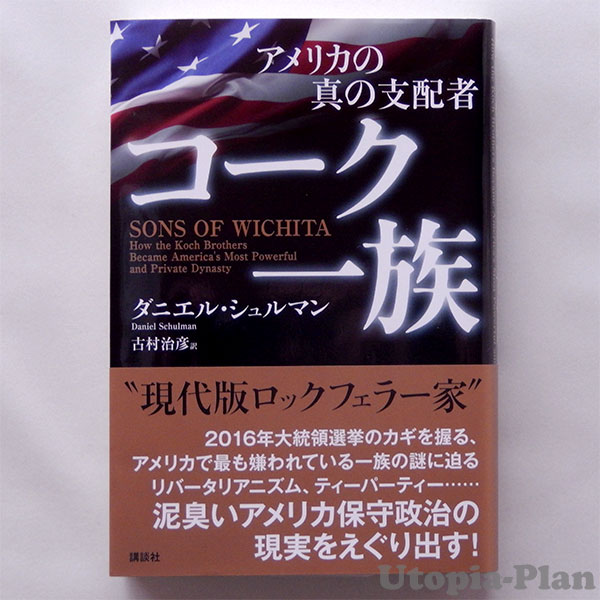 アメリカの
真の支配者
コーク
一族
SONS OF WICHITA
How the Koch Brothers
Became America's Most Powerful
and Private Dynasty
ダニエル・シュルマン
Daniel Schulman
古村治彦 訳
〝現代版ロックフェラー家〟
2016年大統領選挙のカギを握る、
アメリカで最も嫌われている一族の謎に迫る
リバータリアニズム、ティーパーティー……
泥臭いアメリカ保守政治の
現実をえぐり出す!
講談社
Utopia-Plan